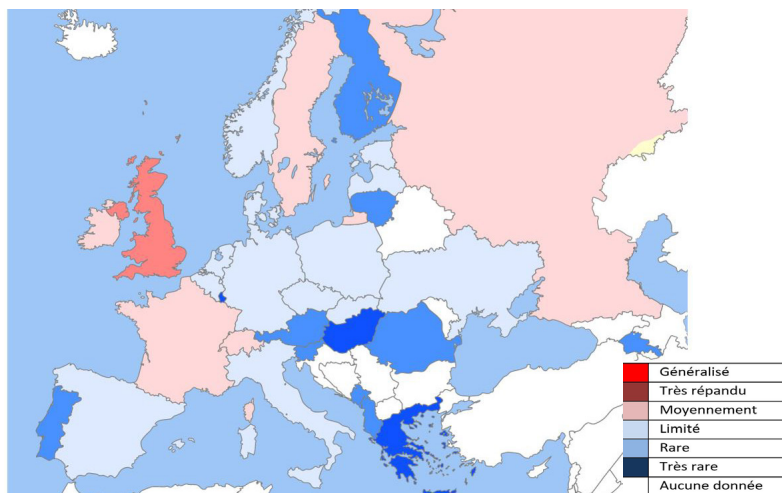 Généralisé
Très répandu
Moyennement
Limité
Rare
Très rare
Aucune donnée